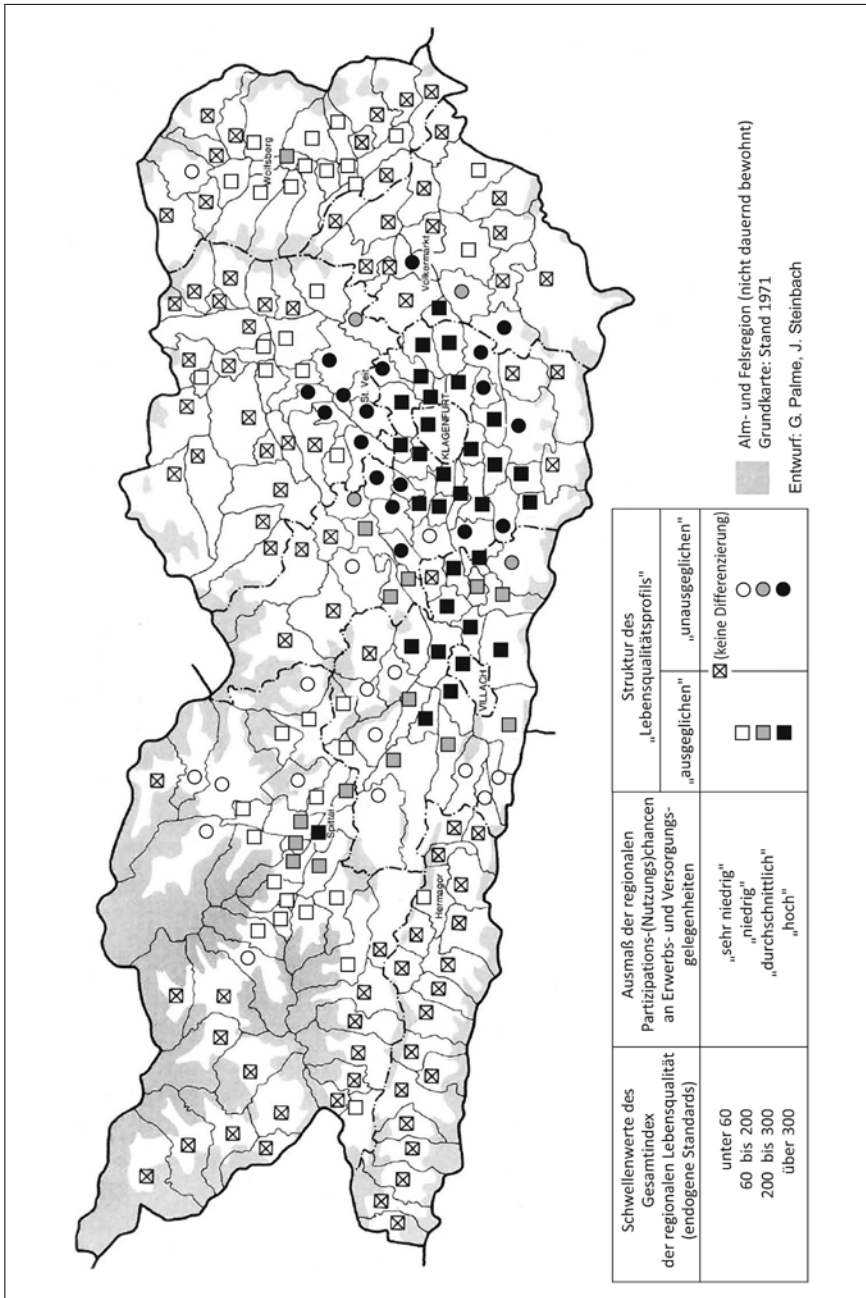 Wolfsberg
St. Veit
Völkermarkt
KLAGENFURT
Spittal
VILLACH
Hermagor
Schwellenwerte des
Gesamtindex
der regionalen Lebensqualität
(endogene Standards)
Ausmaß der regionalen
Partizipations-(Nutzungs)chancen
an Erwerbs- und Versorgungs-
gelegenheiten
Struktur des
„Lebensqualitätsprofils"
„ausgeglichen"
„unausgeglichen"
unter 60
„sehr niedrig"
(keine Differenzierung)
60 bis 200
„niedrig"
200 bis 300
„durchschnittlich"
über 300
„hoch"
Alm- und Felsregion (nicht dauernd bewohnt)
Grundkarte: Stand 1971
Entwurf: G. Palme, J. Steinbach